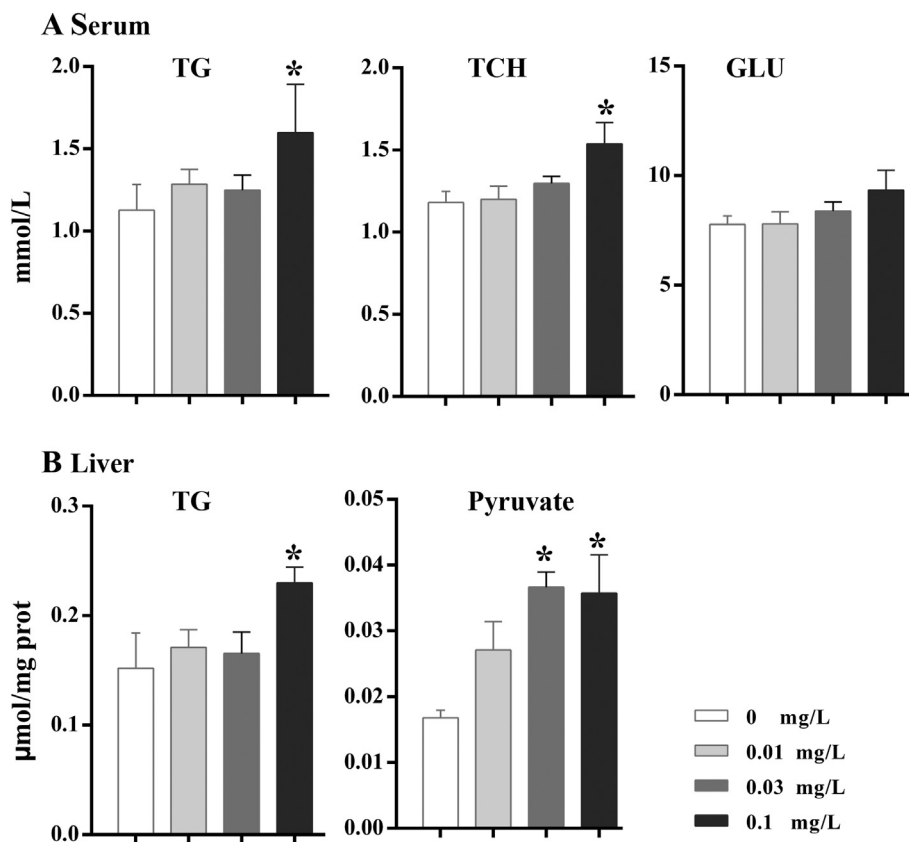 A Serum
TG
TCH
GLU
mmol/L
2.0
1.5
1.0
0.5
0.0
*
2.0
1.5
1.0
0.5
0.0
*
15
10
5
0
B Liver
TG
Pyruvate
µmol/mg prot
0.3
0.2
0.1
0.0
*
0.05
0.04
0.03
0.02
0.01
0.00
* *
0 mg/L
0.01 mg/L
0.03 mg/L
0.1 mg/L